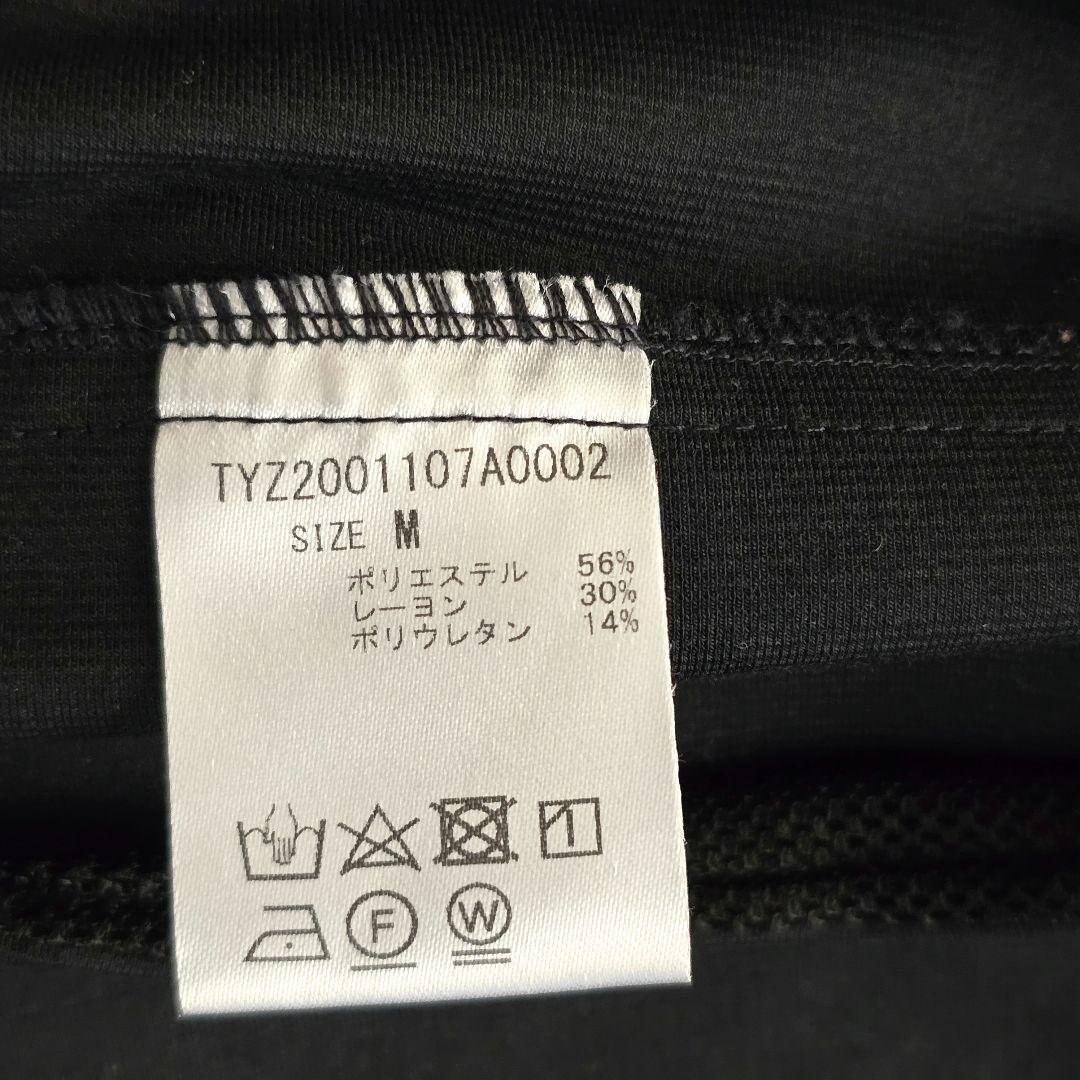 TYZ2001107A0002
SIZE M
ポリエステル 56%
レーヨン 30%
ポリウレタン 14%
F W